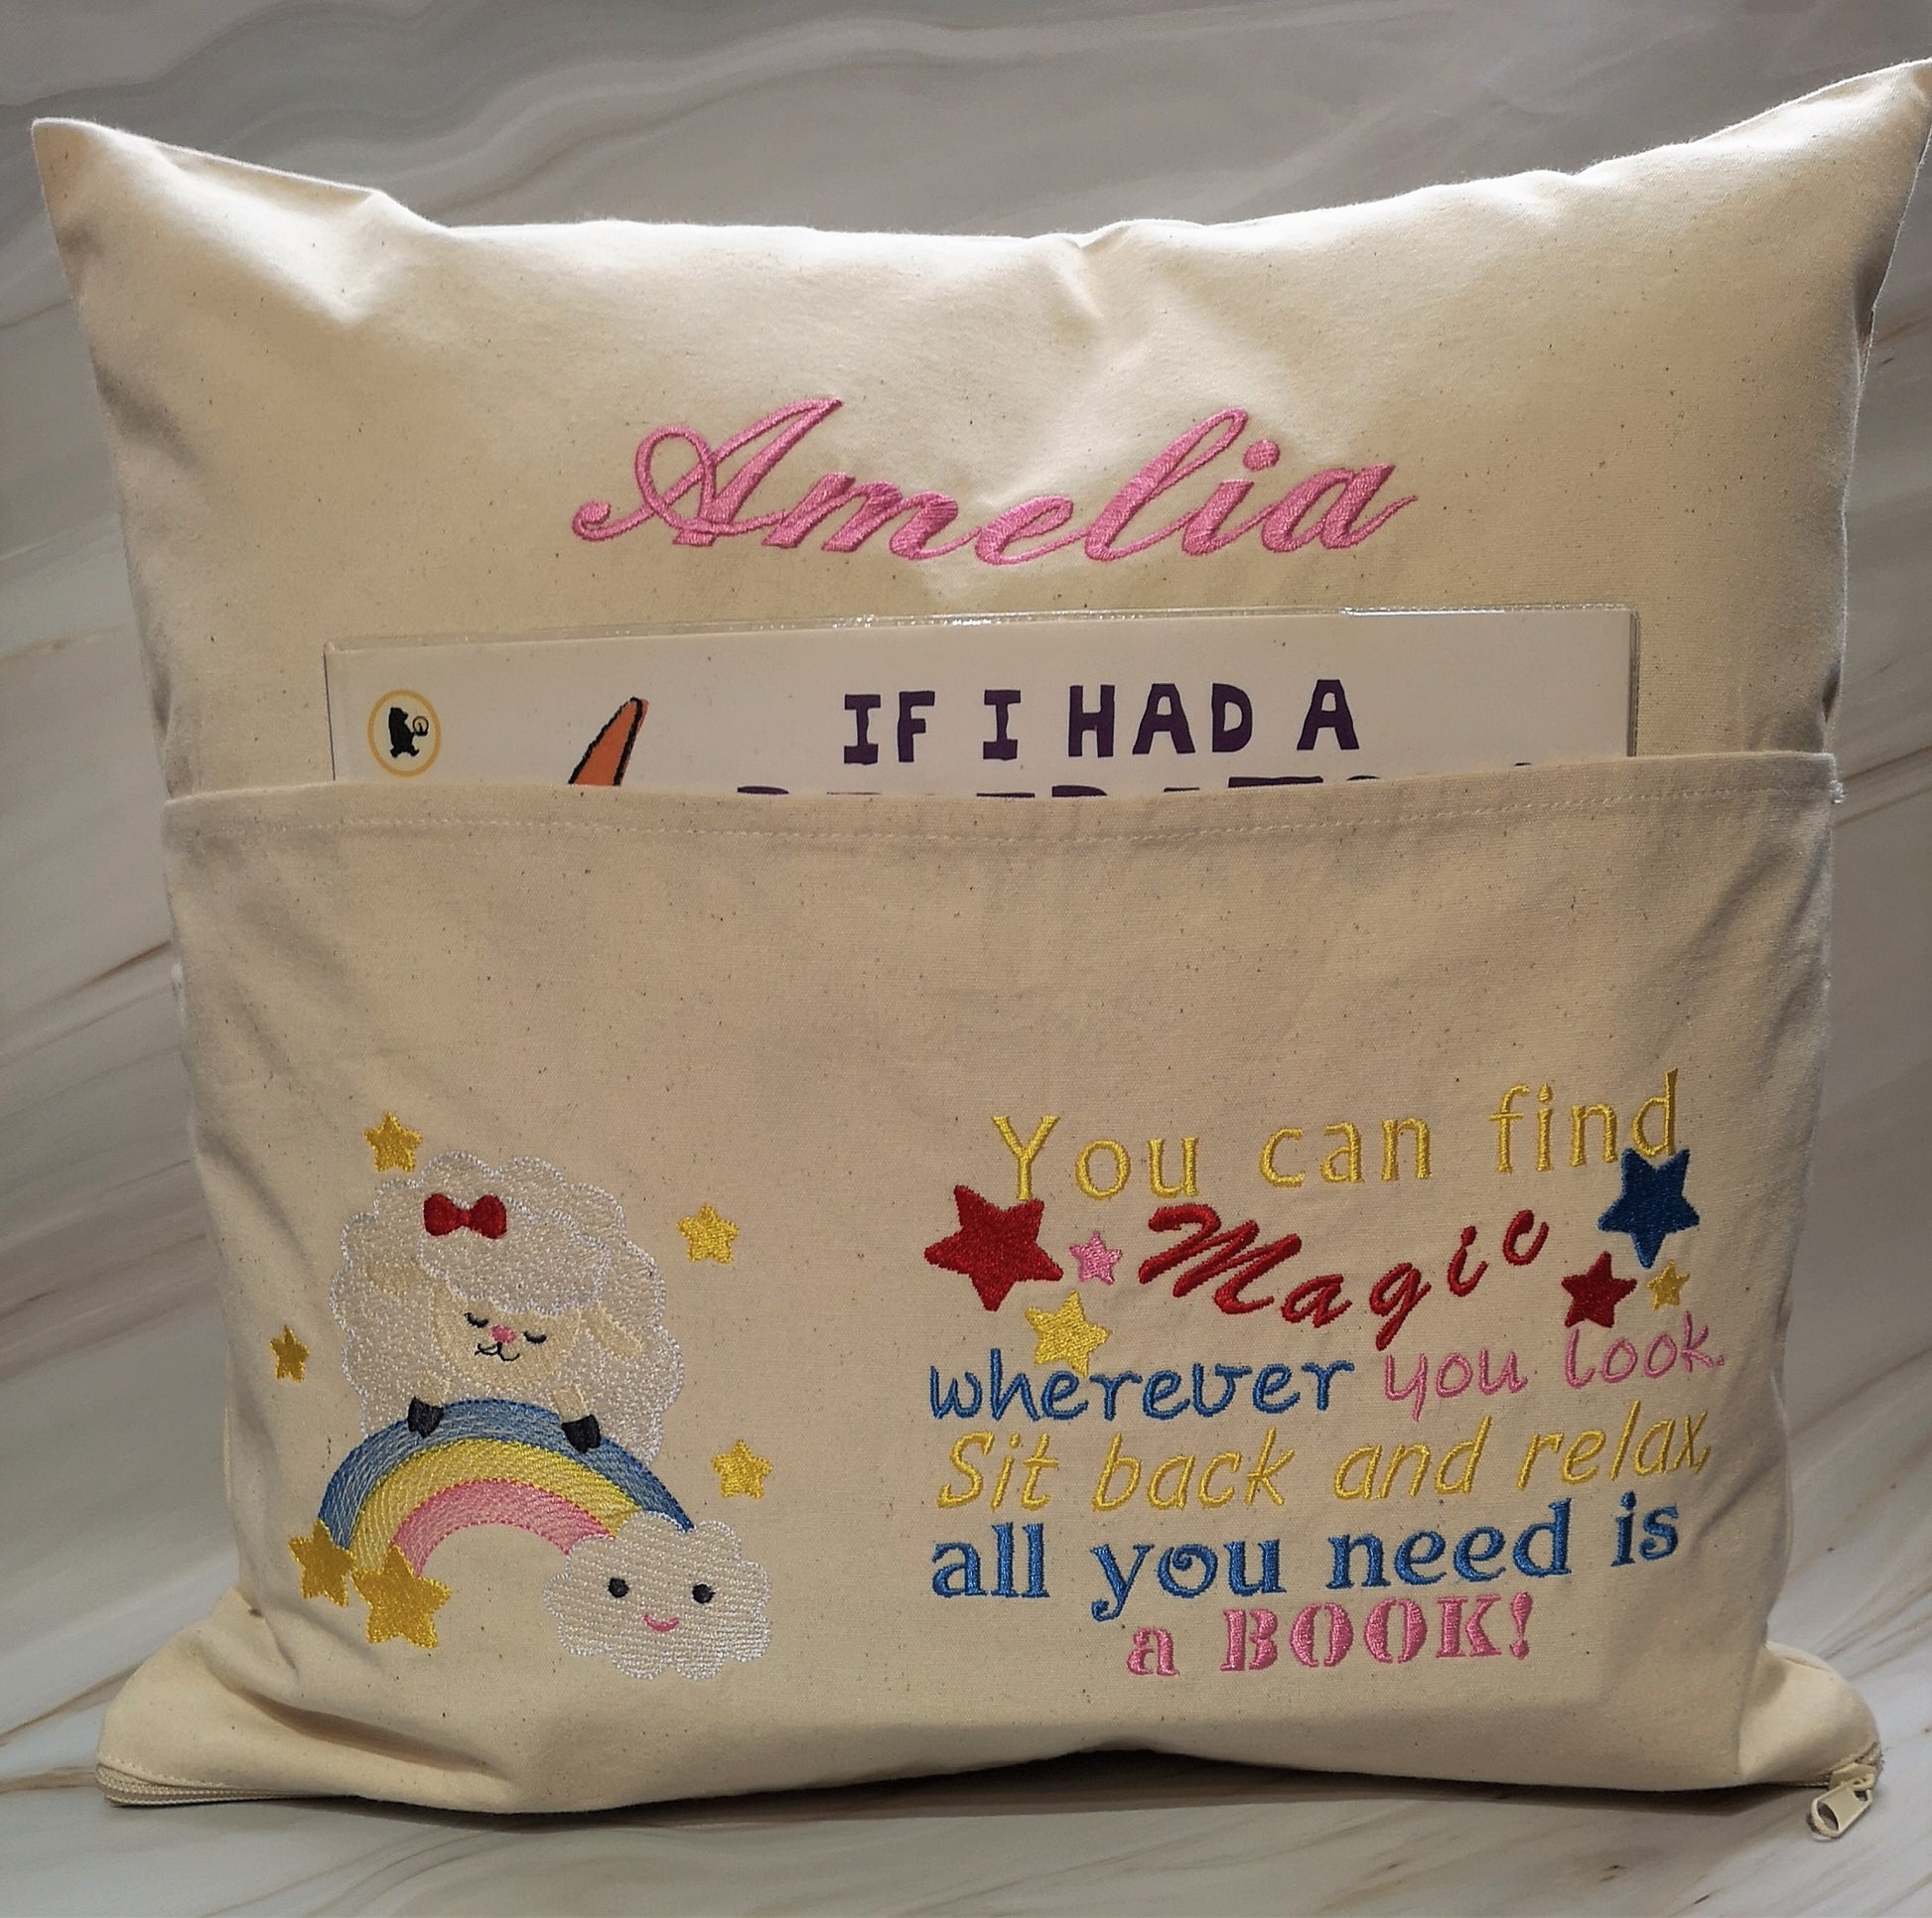 Amelia
IF I HAD A
You can find
Magic
wherever you look.
Sit back and relax,
all you need is
a BOOK!